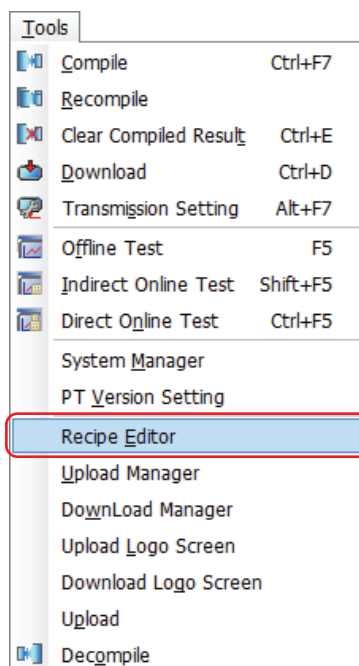 Tools
Compile Ctrl+F7
Recompile
Clear Compiled Result Ctrl+E
Download Ctrl+D
Transmission Setting Alt+F7
Offline Test F5
Indirect Online Test Shift+F5
Direct Online Test Ctrl+F5
System Manager
PT Version Setting
Recipe Editor
Upload Manager
DownLoad Manager
Upload Logo Screen
Download Logo Screen
Upload
Decompile